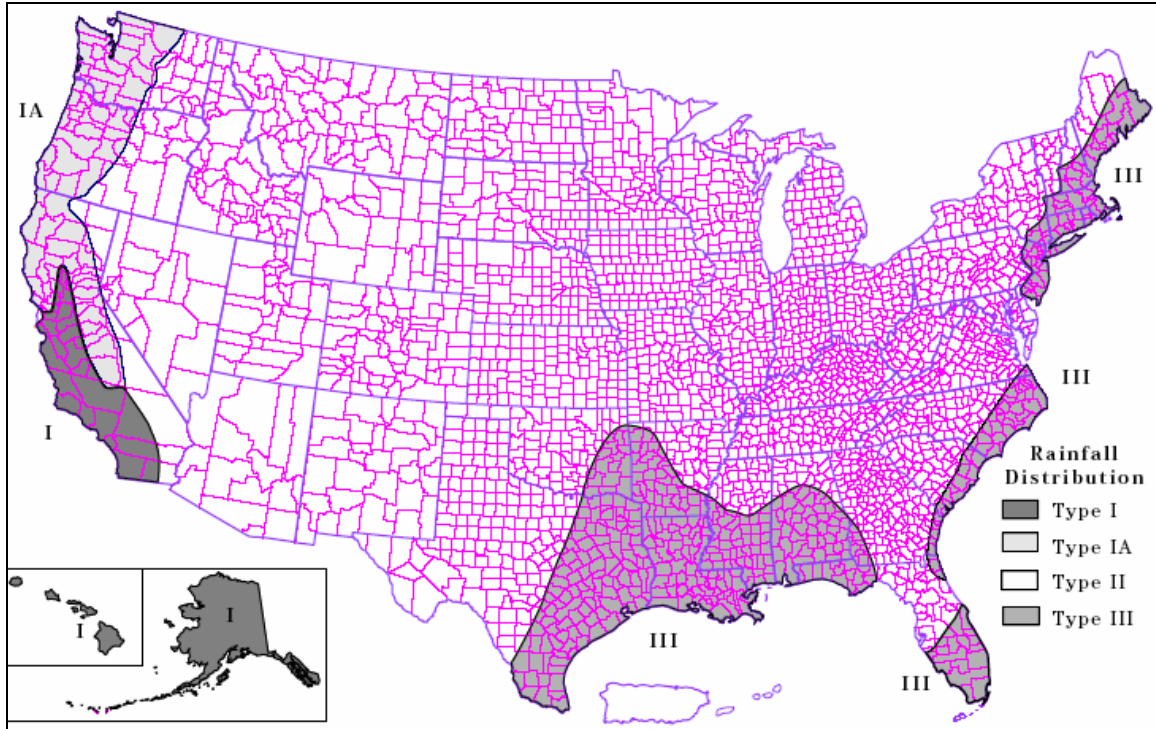 IA
III
III
I
Rainfall
Distribution
Type I
Type IA
Type II
Type III
I
I
III
III